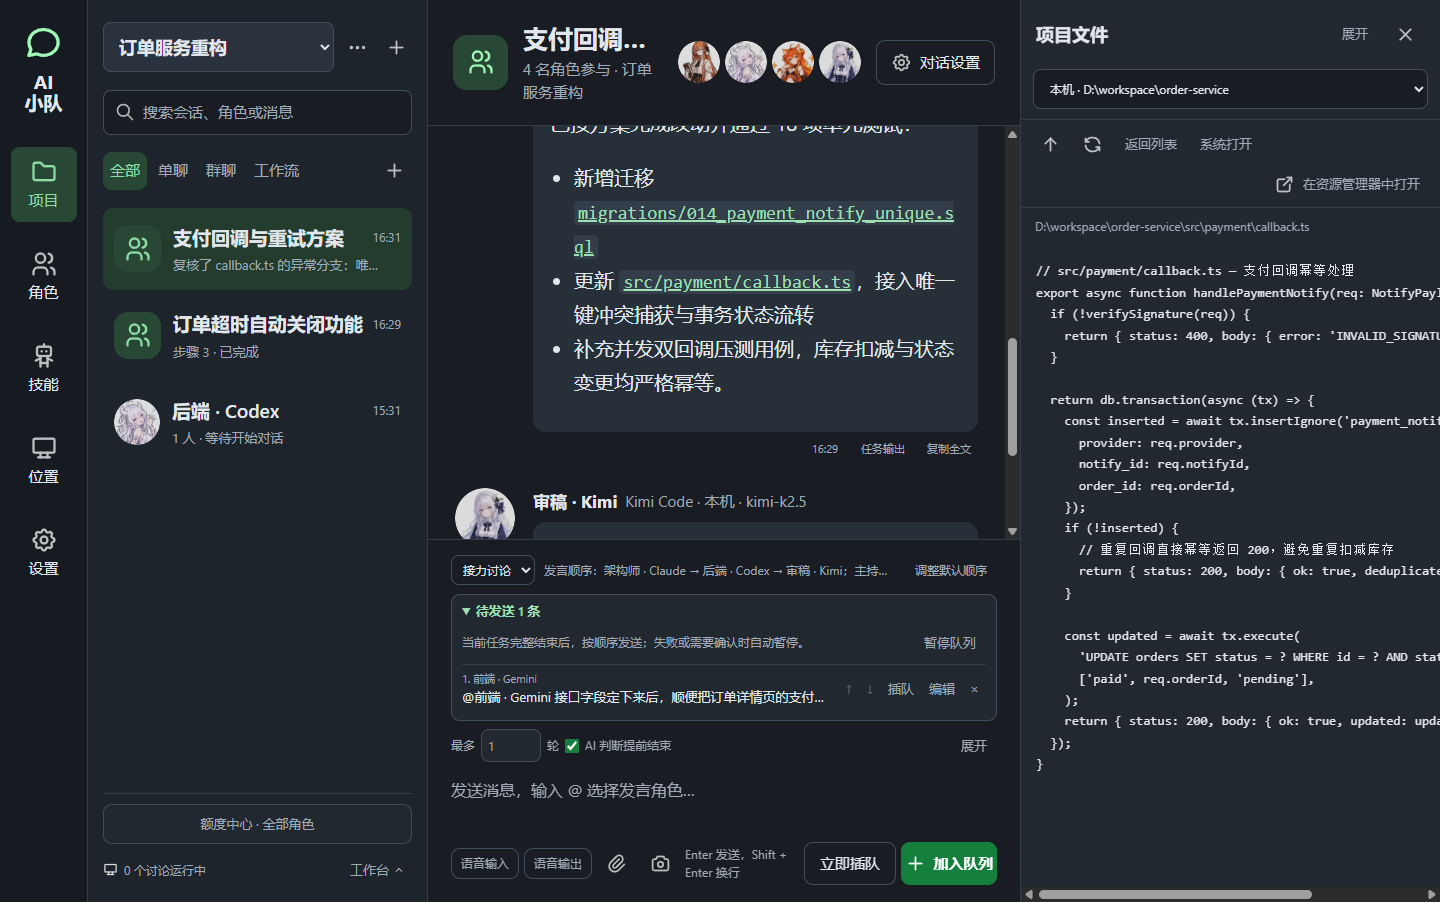 AI
小队
项目
角色
技能
位置
设置
订单服务重构
搜索会话、角色或消息
全部
单聊
群聊
工作流
支付回调与重试方案
16:31
复核了 callback.ts 的异常分支：唯...
订单超时自动关闭功能
16:29
步骤 3 · 已完成
后端 · Codex
15:31
1 人 · 等待开始对话
额度中心 · 全部角色
0 个讨论运行中
工作台
支付回调...
4 名角色参与 · 订单
服务重构
对话设置
新增迁移
migrations/014_payment_notify_unique.s
ql
更新 src/payment/callback.ts，接入唯一
键冲突捕获与事务状态流转
补充并发双回调压测用例，库存扣减与状态
变更均严格幂等。
16:29
任务输出
复制全文
审稿 · Kimi
Kimi Code · 本机 · kimi-k2.5
接力讨论
发言顺序：架构师 · Claude → 后端 · Codex → 审稿 · Kimi；主持...
调整默认顺序
▼ 待发送 1 条
当前任务完整结束后，按顺序发送；失败或需要确认时自动暂停。
暂停队列
1. 前端 · Gemini
@前端 · Gemini 接口字段定下来后，顺便把订单详情页的支付...
↑
↓
插队
编辑
×
最多
1
轮
AI 判断提前结束
展开
发送消息，输入 @ 选择发言角色...
语音输入
语音输出
Enter 发送，Shift +
Enter 换行
立即插队
+ 加入队列
项目文件
展开
本机 · D:\workspace\order-service
返回列表
系统打开
在资源管理器中打开
D:\workspace\order-service\src\payment\callback.ts
// src/payment/callback.ts — 支付回调幂等处理
export async function handlePaymentNotify(req: NotifyPayl
if (!verifySignature(req)) {
return { status: 400, body: { error: 'INVALID_SIGNATU
}
return db.transaction(async (tx) => {
const inserted = await tx.insertIgnore('payment_notif
provider: req.provider,
notify_id: req.notifyId,
order_id: req.orderId,
});
if (!inserted) {
// 重复回调直接幂等返回 200，避免重复扣减库存
return { status: 200, body: { ok: true, deduplicate
}
const updated = await tx.execute(
'UPDATE orders SET status = ? WHERE id = ? AND stat
['paid', req.orderId, 'pending'],
);
return { status: 200, body: { ok: true, updated: upda
});
}